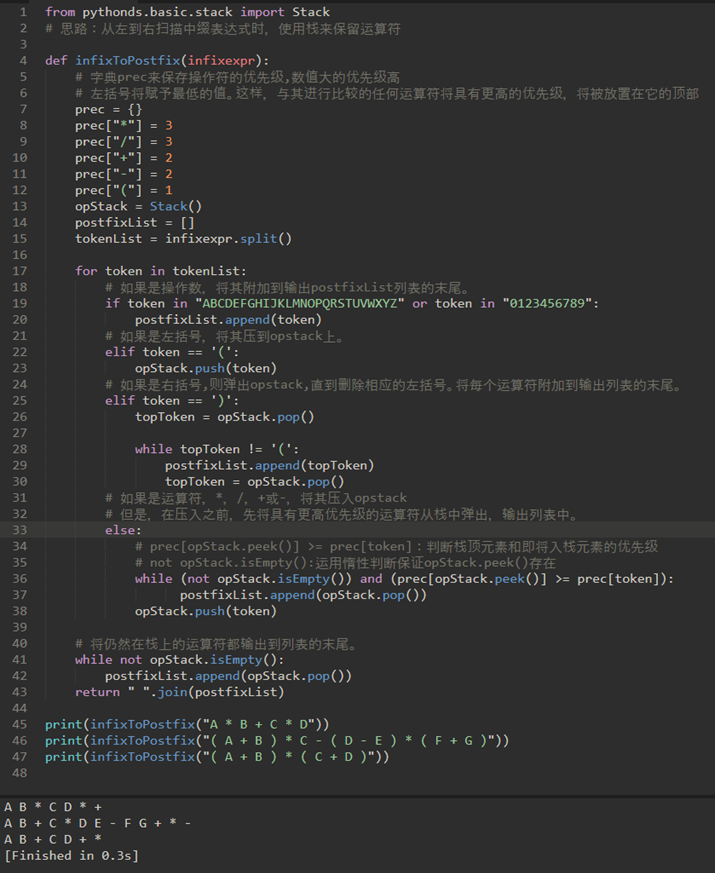 1 from pythonds.basic.stack import Stack
2 # 思路：从左到右扫描中缀表达式时，使用栈来保留运算符
3
4 def infixToPostfix(infixexpr):
5 # 字典prec来保存操作符的优先级,数值大的优先级高
6 # 左括号将赋予最低的值。这样，与其进行比较的任何运算符将具有更高的优先级，将被放置在它的顶部
7 prec = {}
8 prec["*"] = 3
9 prec["/"] = 3
10 prec["+"] = 2
11 prec["-"] = 2
12 prec["("] = 1
13 opStack = Stack()
14 postfixList = []
15 tokenList = infixexpr.split()
16
17 for token in tokenList:
18 # 如果是操作数，将其附加到输出postfixList列表的末尾。
19 if token in "ABCDEFGHIJKLMNOPQRSTUVWXYZ" or token in "0123456789":
20 postfixList.append(token)
21 # 如果是左括号，将其压到opstack上。
22 elif token == '(':
23 opStack.push(token)
24 # 如果是右括号,则弹出opstack,直到删除相应的左括号。将每个运算符附加到输出列表的末尾。
25 elif token == ')':
26 topToken = opStack.pop()
27
28 while topToken != '(':
29 postfixList.append(topToken)
30 topToken = opStack.pop()
31 # 如果是运算符，*，/，+或-，将其压入opstack
32 # 但是，在压入之前，先将具有更高优先级的运算符从栈中弹出，输出列表中。
33 else:
34 # prec[opStack.peek()] >= prec[token]：判断栈顶元素和即将入栈元素的优先级
35 # not opStack.isEmpty():运用惰性判断保证opStack.peek()存在
36 while (not opStack.isEmpty()) and (prec[opStack.peek()] >= prec[token]):
37 postfixList.append(opStack.pop())
38 opStack.push(token)
39
40 # 将仍然在栈上的运算符都输出到列表的末尾。
41 while not opStack.isEmpty():
42 postfixList.append(opStack.pop())
43 return " ".join(postfixList)
44
45 print(infixToPostfix("A * B + C * D"))
46 print(infixToPostfix("( A + B ) * C - ( D - E ) * ( F + G )"))
47 print(infixToPostfix("( A + B ) * ( C + D )"))
48
A B * C D * +
A B + C * D E - F G + * -
A B + C D + *
[Finished in 0.3s]